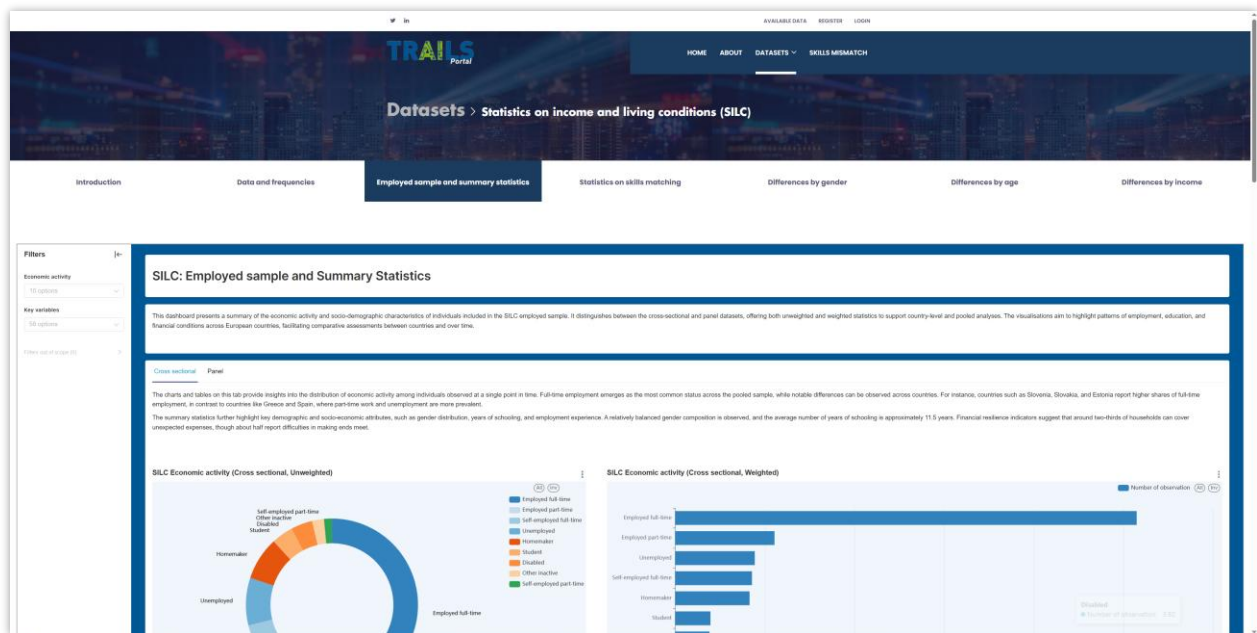 AVAILABLE DATA REGISTER LOGIN
TRAILS
Portal
HOME ABOUT DATASETS SKILLS MISMATCH
Datasets > Statistics on income and living conditions (SILC)
Introduction Data and frequencies Employed sample and summary statistics Statistics on skills matching Differences by gender Differences by age Differences by income
Filters
Economic activity
Key variables
SILC: Employed sample and Summary Statistics
This dashboard presents a summary of the economic activity and socio-demographic characteristics of individuals included in the SILC employed sample. It distinguishes between the cross-sectional and panel datasets, offering both unweighted and weighted statistics to support country-level and pooled analyses. The visualisations aim to highlight patterns of employment, education, and
financial conditions across European countries, facilitating comparative assessments between countries and over time.
Cross sectional Panel
The charts and tables on this tab provide insights into the distribution of economic activity among individuals observed at a single point in time. Full-time employment emerges as the most common status across the pooled sample, while notable differences can be observed across countries. For instance, countries such as Slovenia, Slovakia, and Estonia report higher shares of full-time
employment, in contrast to countries like Greece and Spain, where part-time work and unemployment are more prevalent.
The summary statistics further highlight key demographic and socio-economic attributes, such as gender distribution, years of schooling, and employment experience. A relatively balanced gender composition is observed, and the average number of years of schooling is approximately 11.5 years. Financial resilience indicators suggest that around two-thirds of households can cover
unexpected expenses, though about half report difficulties in making ends meet.
SILC Economic activity (Cross sectional, Unweighted)
All Inv
Employed full-time
Employed part-time
Self-employed full-time
Unemployed
Homemaker
Student
Disabled
Other inactive
Self-employed part-time
Self-employed part-time
Other inactive
Disabled
Student
Homemaker
Unemployed
Employed full-time
SILC Economic activity (Cross sectional, Weighted)
Number of observation All Inv
Employed full-time
Employed part-time
Unemployed
Self-employed full-time
Homemaker
Student
Disabled